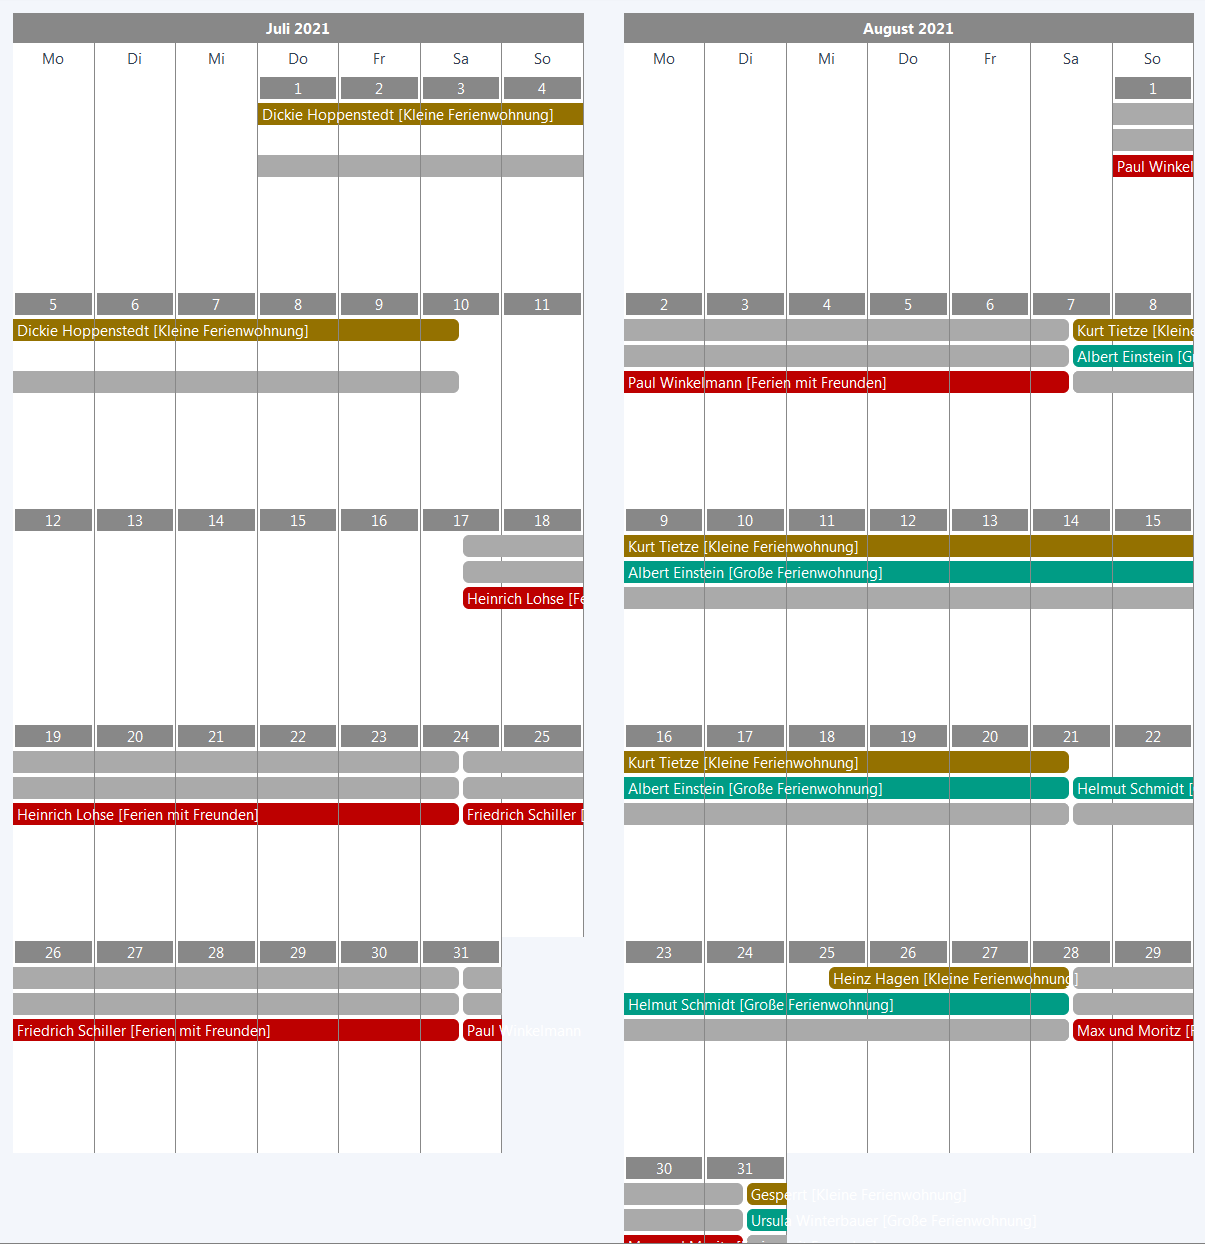 Juli 2021
Mo Di Mi Do Fr Sa So
1 2 3 4
Dickie Hoppenstedt [Kleine Ferienwohnung]
5 6 7 8 9 10 11
Dickie Hoppenstedt [Kleine Ferienwohnung]
12 13 14 15 16 17 18
Heinrich Lohse [Fe
19 20 21 22 23 24 25
Heinrich Lohse [Ferien mit Freunden] Friedrich Schiller [
26 27 28 29 30 31
Friedrich Schiller [Ferien mit Freunden] Paul Winkelmann
August 2021
Mo Di Mi Do Fr Sa So
1
Paul Winkel
2 3 4 5 6 7 8
Kurt Tietze [Kleine
Albert Einstein [Gr
Paul Winkelmann [Ferien mit Freunden]
9 10 11 12 13 14 15
Kurt Tietze [Kleine Ferienwohnung]
Albert Einstein [Große Ferienwohnung]
16 17 18 19 20 21 22
Kurt Tietze [Kleine Ferienwohnung]
Albert Einstein [Große Ferienwohnung] Helmut Schmidt [
23 24 25 26 27 28 29
Heinz Hagen [Kleine Ferienwohnung]
Helmut Schmidt [Große Ferienwohnung]
Max und Moritz [F
30 31
Gesperrt [Kleine Ferienwohnung]
Ursula Winterbauer [Große Ferienwohnung]